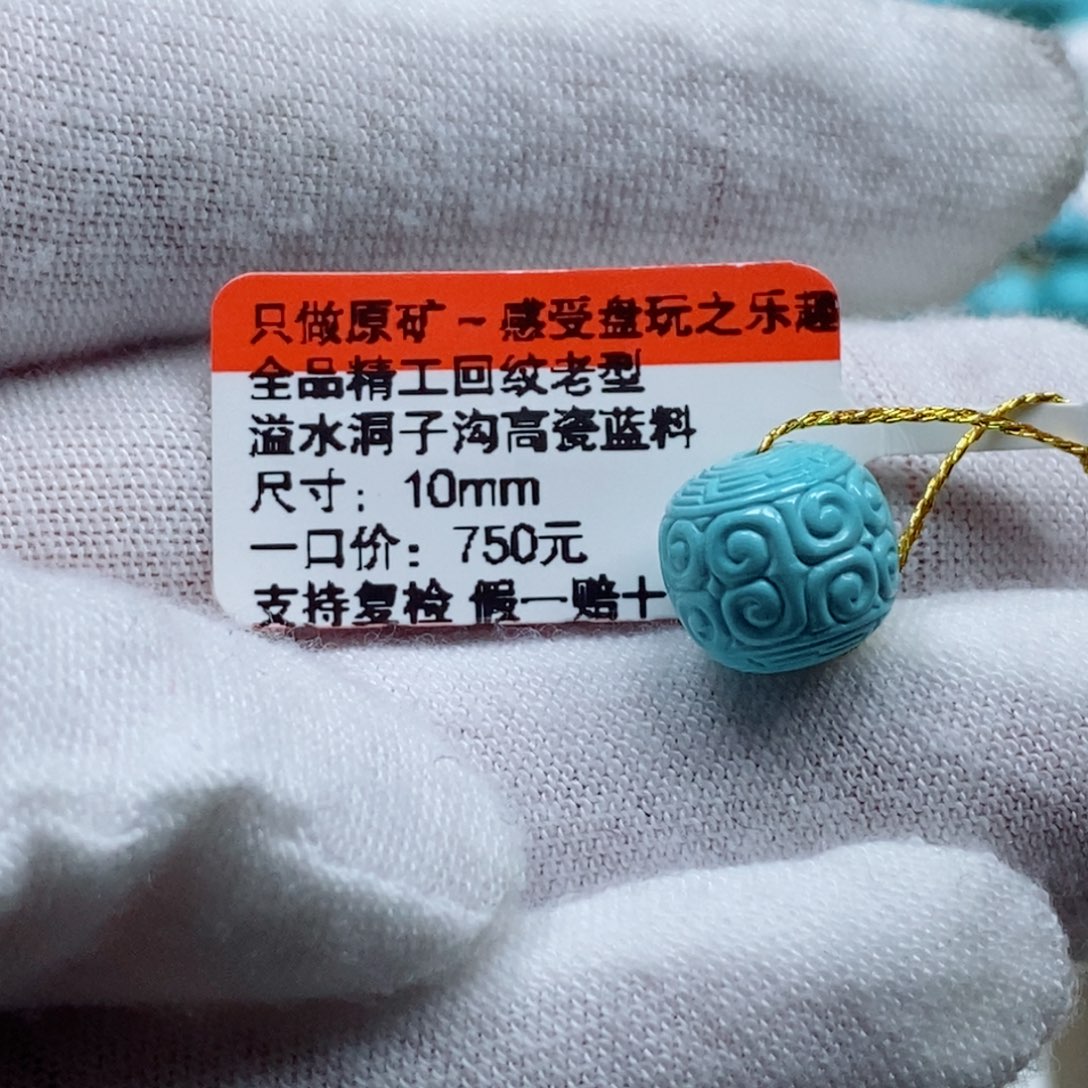 只做原矿~感受盘玩之乐趣
全品精工回纹老型
溢水洞子沟高瓷蓝料
尺寸：10mm
一口价：750元
支持复检 假一赔十